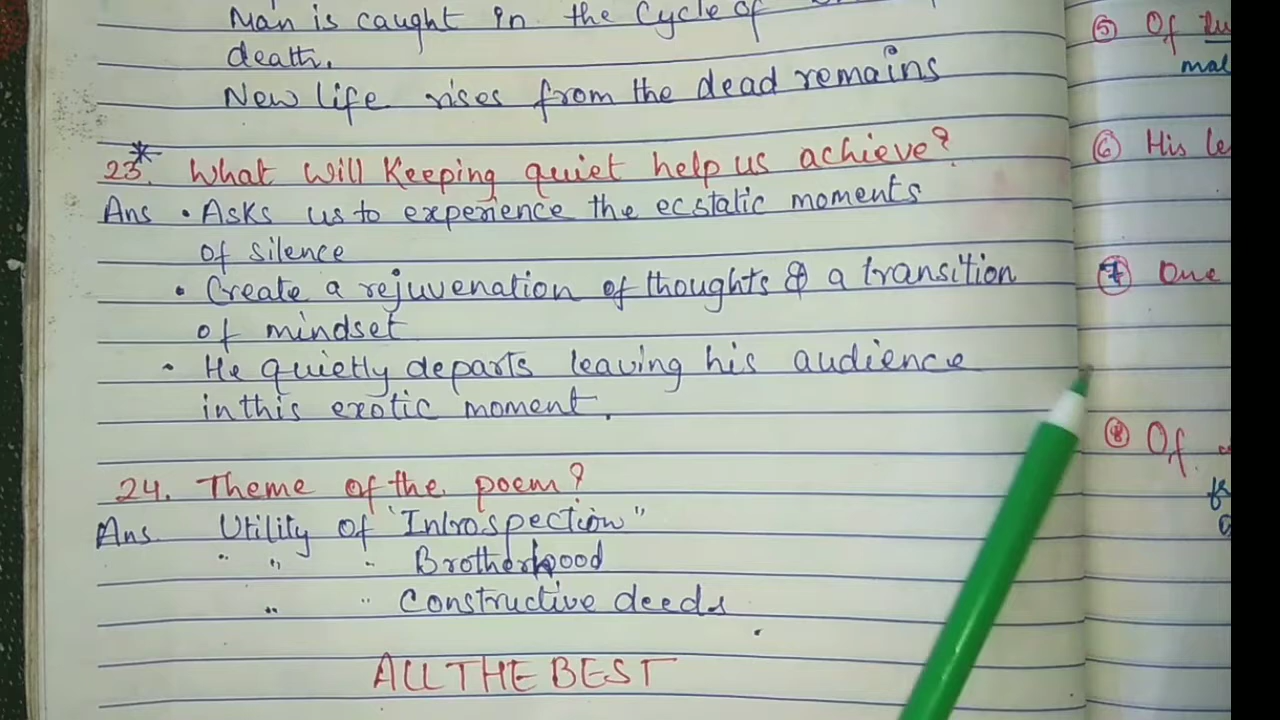 Man is caught in the Cycle of
death.
New life rises from the dead remains
23*. What Will Keeping quiet help us achieve?
Ans • Asks us to experience the ecstatic moments
of silence
• Create a rejuvenation of thoughts & a transition
of mindset
• He quietly departs leaving his audience
in this exotic moment.
24. Theme of the poem?
Ans Utility of "Introspection"
" " " Brotherhood
" " Constructive deeds.
ALL THE BEST
5 Of
6 His
7 One
8 Of